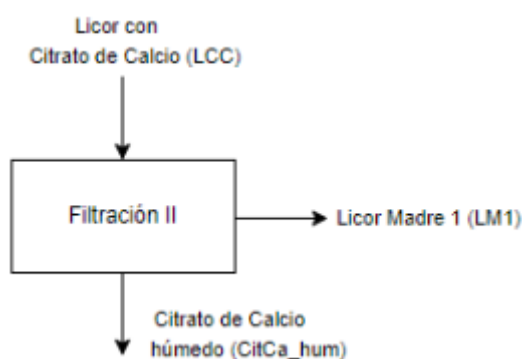 Licor con
Citrato de Calcio (LCC)
Filtración II
Licor Madre 1 (LM1)
Citrato de Calcio
húmedo (CitCa_hum)